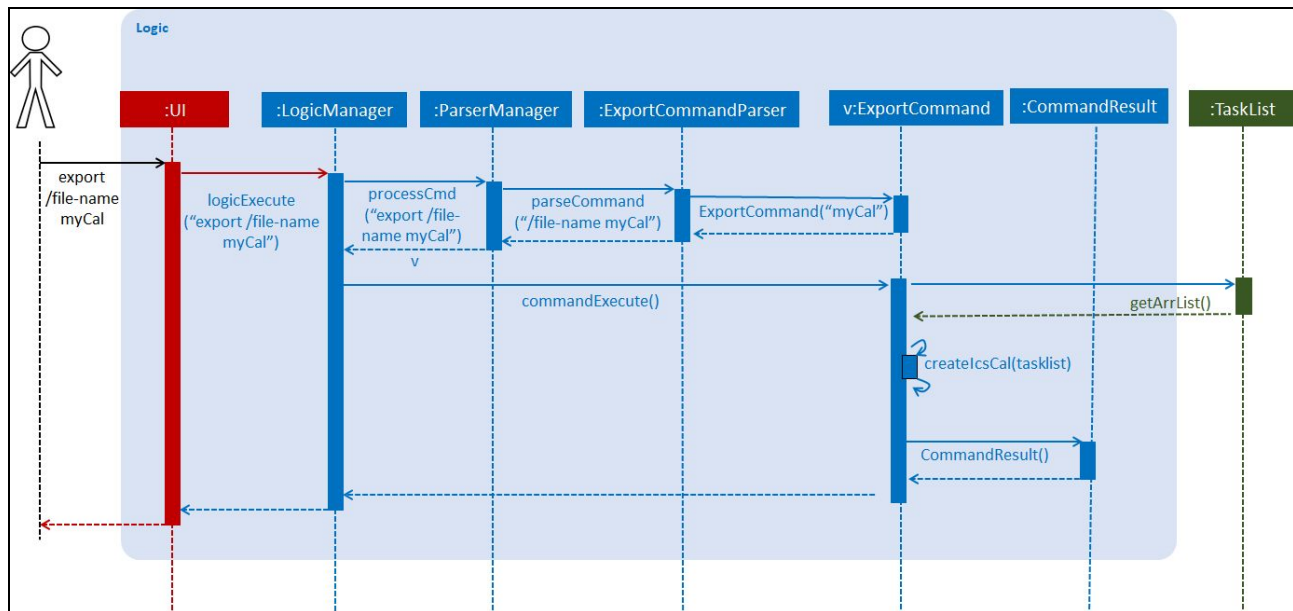 Logic
:UI
:LogicManager
:ParserManager
:ExportCommandParser
v:ExportCommand
:CommandResult
:TaskList
export
/file-name
myCal
logicExecute
(“export /file-name
myCal”)
processCmd
(“export /file-
name myCal”)
v
parseCommand
(“/file-name myCal”)
ExportCommand(“myCal”)
commandExecute()
getArrList()
createIcsCal(tasklist)
CommandResult()